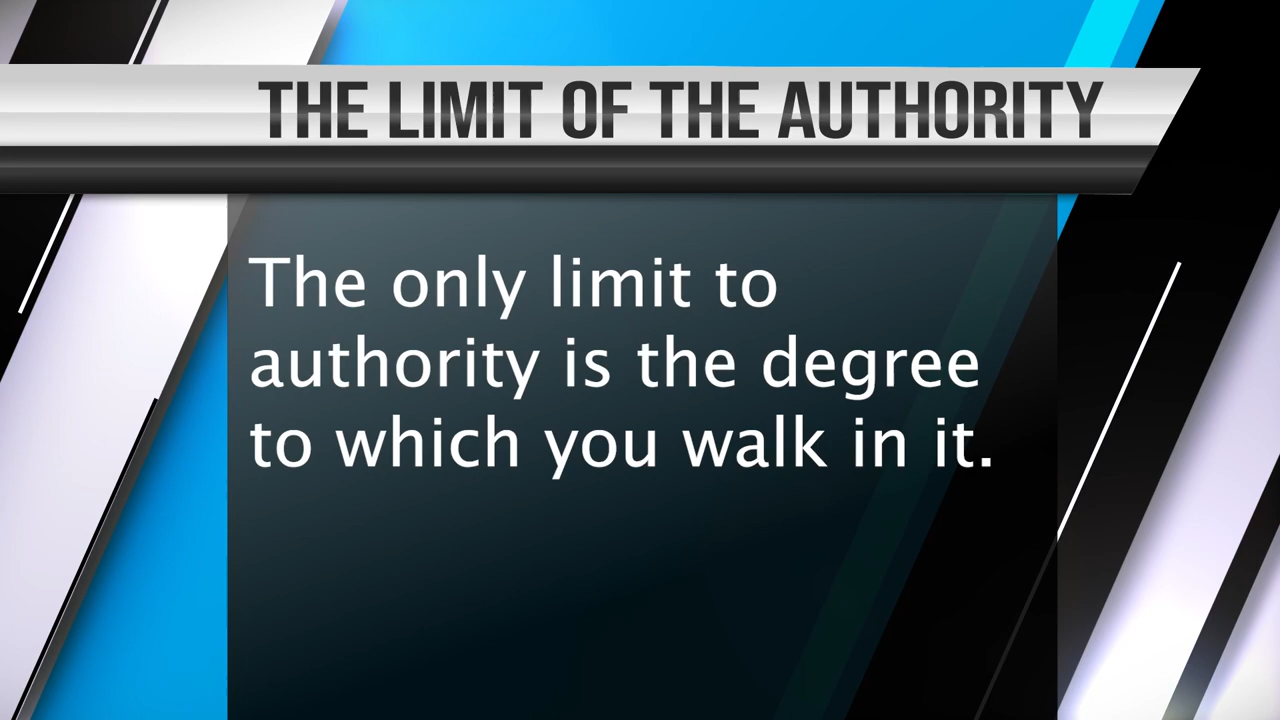 THE LIMIT OF THE AUTHORITY
The only limit to
authority is the degree
to which you walk in it.